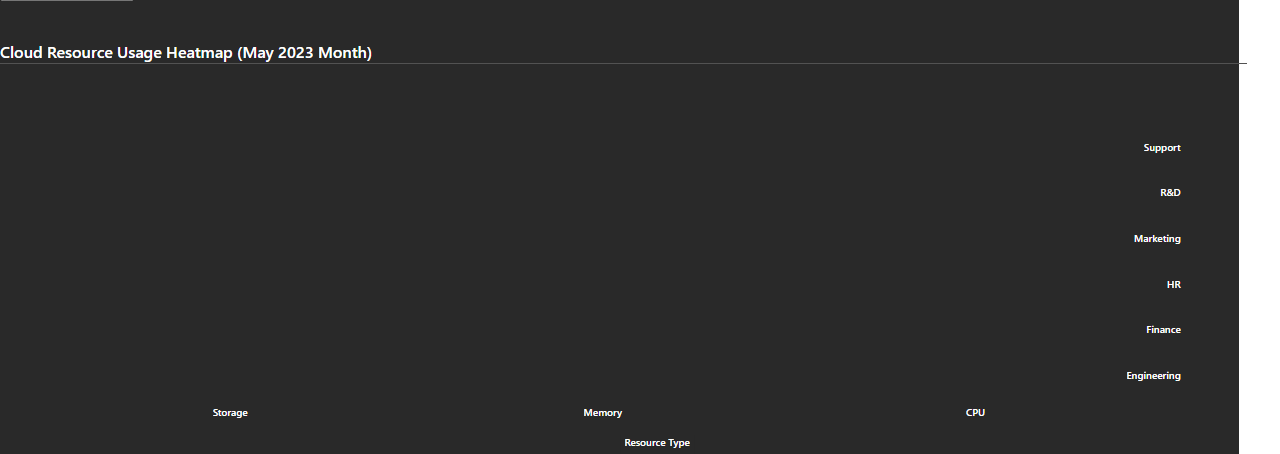 Cloud Resource Usage Heatmap (May 2023 Month)
Support
R&D
Marketing
HR
Finance
Engineering
Storage Memory CPU
Resource Type